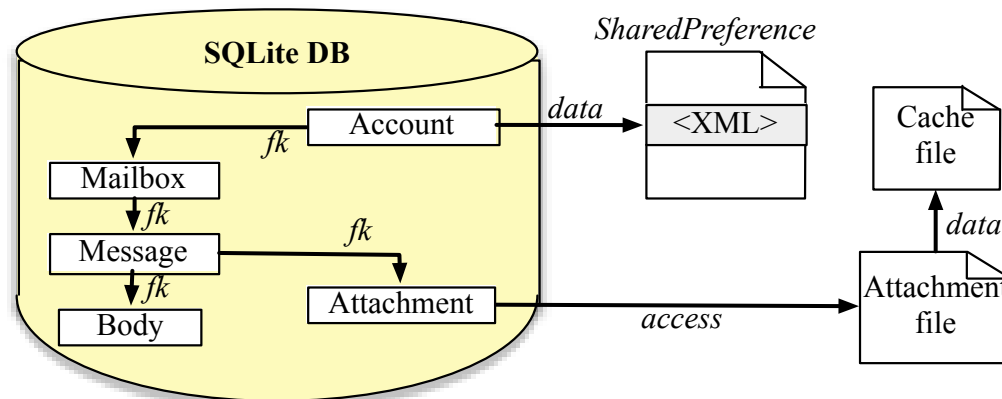 SharedPreference
SQLite DB
Account
data
<XML>
Cache
file
fk
Mailbox
fk
fk
data
Message
fk
Attachment
Attachment
file
Body
access